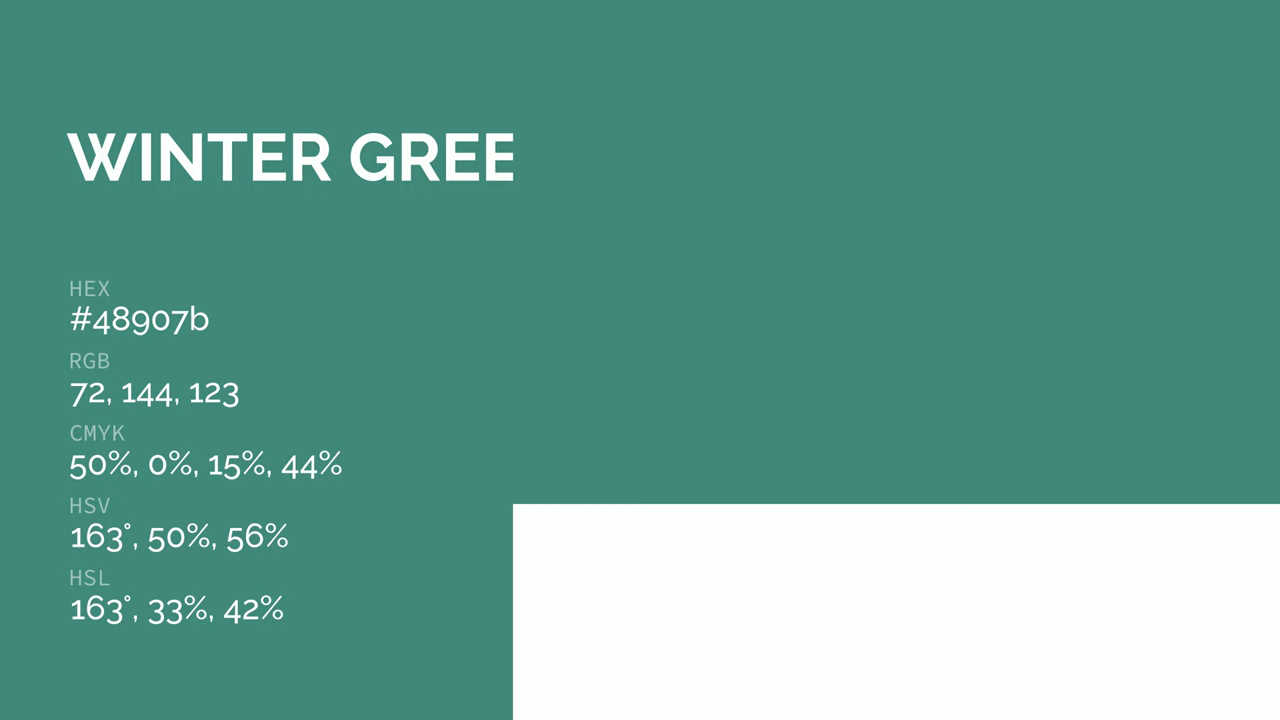 WINTER GREE
HEX
#48907b
RGB
72, 144, 123
CMYK
50%, 0%, 15%, 44%
HSV
163°, 50%, 56%
HSL
163°, 33%, 42%